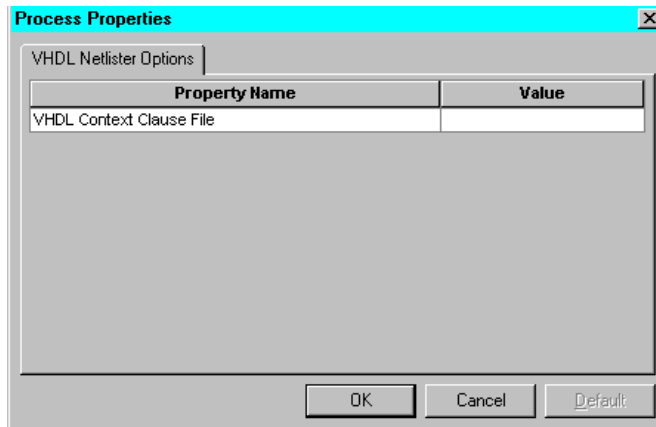 Process Properties
VHDL Netlister Options
Property Name Value
VHDL Context Clause File
OK Cancel Default